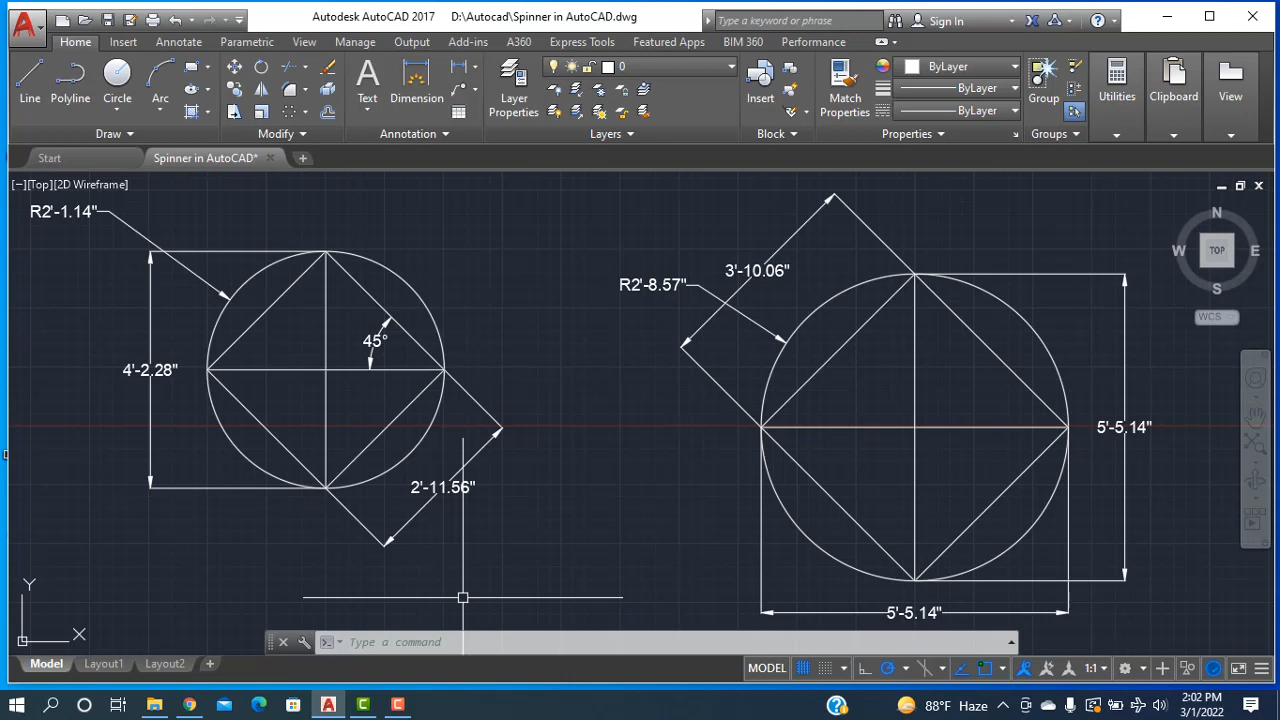 Autodesk AutoCAD 2017 D:\Autocad\Spinner in AutoCAD.dwg
Type a keyword or phrase
Sign In
Home Insert Annotate Parametric View Manage Output Add-ins A360 Express Tools Featured Apps BIM 360 Performance
0
ByLayer
ByLayer
ByLayer
Line Polyline Circle Arc
Text Dimension
Layer Properties
Insert
Match Properties
Group
Utilities
Clipboard
View
Draw Modify Annotation Layers Block Properties Groups
Start Spinner in AutoCAD*
[−][Top][2D Wireframe]
R2'-1.14"
4'-2.28"
45°
2'-11.56"
3'-10.06"
R2'-8.57"
5'-5.14"
5'-5.14"
N
W TOP E
S
WCS
Y
X
Type a command
Model Layout1 Layout2
MODEL
1:1
88°F Haze
2:02 PM
3/1/2022